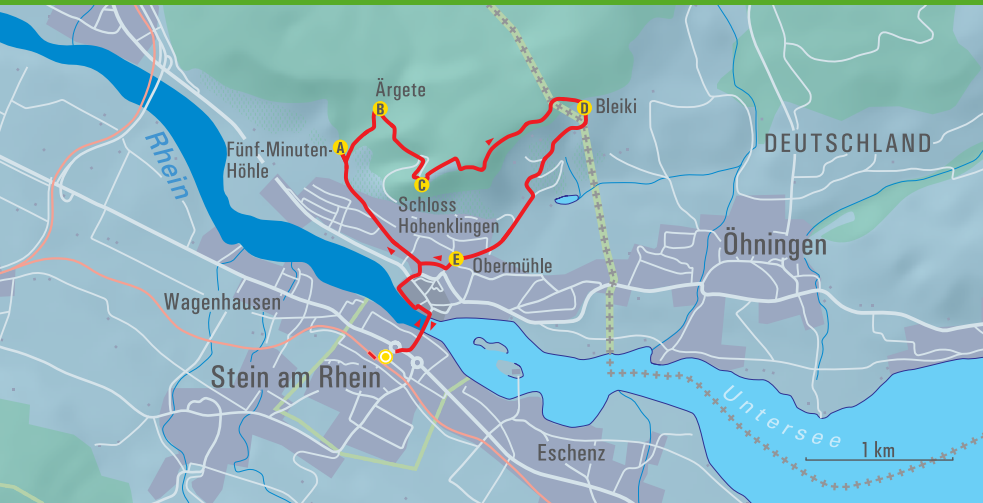 Ärgete
B
Bleiki
D
Rhein
Fünf-Minuten-
Höhle
A
DEUTSCHLAND
C
Schloss
Hohenklingen
Öhningen
E
Obermühle
Wagenhausen
Stein am Rhein
Untersee
Eschenz
1 km